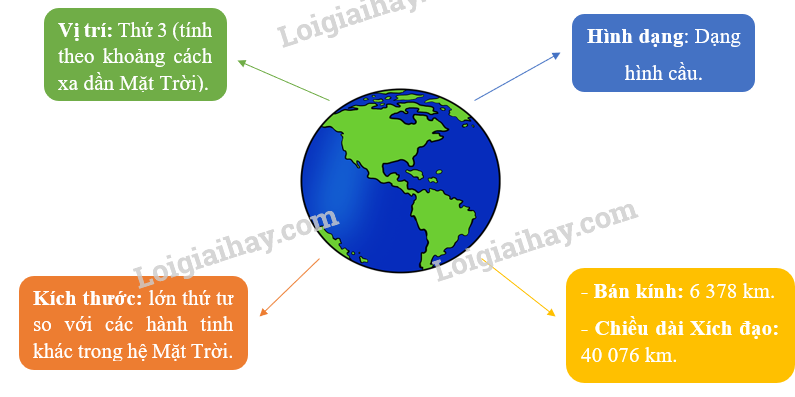 Vị trí: Thứ 3 (tính
theo khoảng cách
xa dần Mặt Trời).
Loigiaihay.com
Hình dạng: Dạng
hình cầu.
Loigiaihay.com
Loigiaihay.com
Kích thước: lớn thứ tư
so với các hành tinh
khác trong hệ Mặt Trời.
- Bán kính: 6 378 km.
- Chiều dài Xích đạo:
40 076 km.